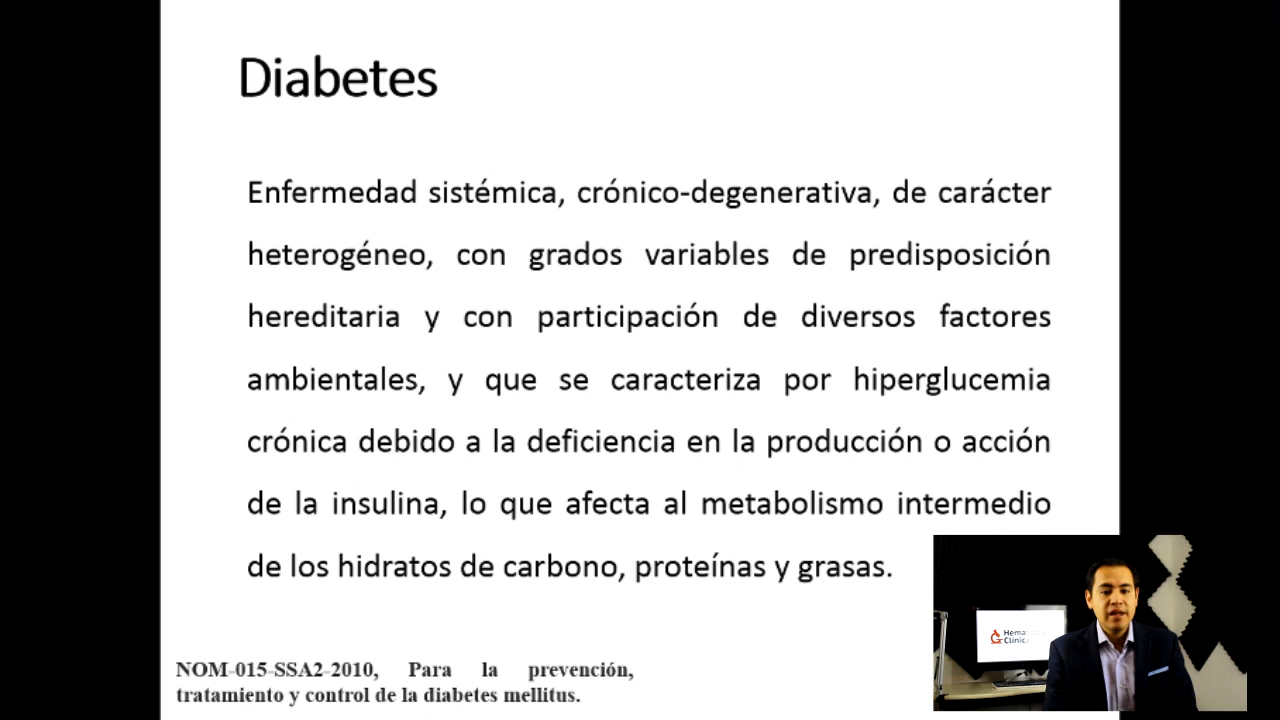 Diabetes
Enfermedad sistémica, crónico-degenerativa, de carácter
heterogéneo, con grados variables de predisposición
hereditaria y con participación de diversos factores
ambientales, y que se caracteriza por hiperglucemia
crónica debido a la deficiencia en la producción o acción
de la insulina, lo que afecta al metabolismo intermedio
de los hidratos de carbono, proteínas y grasas.
NOM-015-SSA2-2010, Para la prevención,
tratamiento y control de la diabetes mellitus.